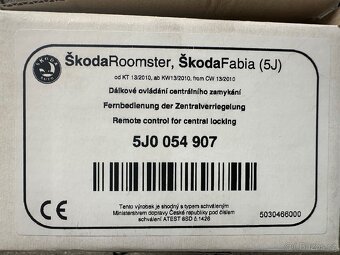 ŠkodaRoomster, ŠkodaFabia (5J)
od KT 13/2010, ab KW13/2010, from CW 13/2010
Dálkové ovládání centrálního zamykání
Fernbedienung der Zentralverriegelung
Remote control for central locking
5J0 054 907
Tento výrobek je shodný s typem schváleným
Ministerstvem dopravy České republiky pod číslem
schválení ATEST 8SD č.1426
CE
5030466000